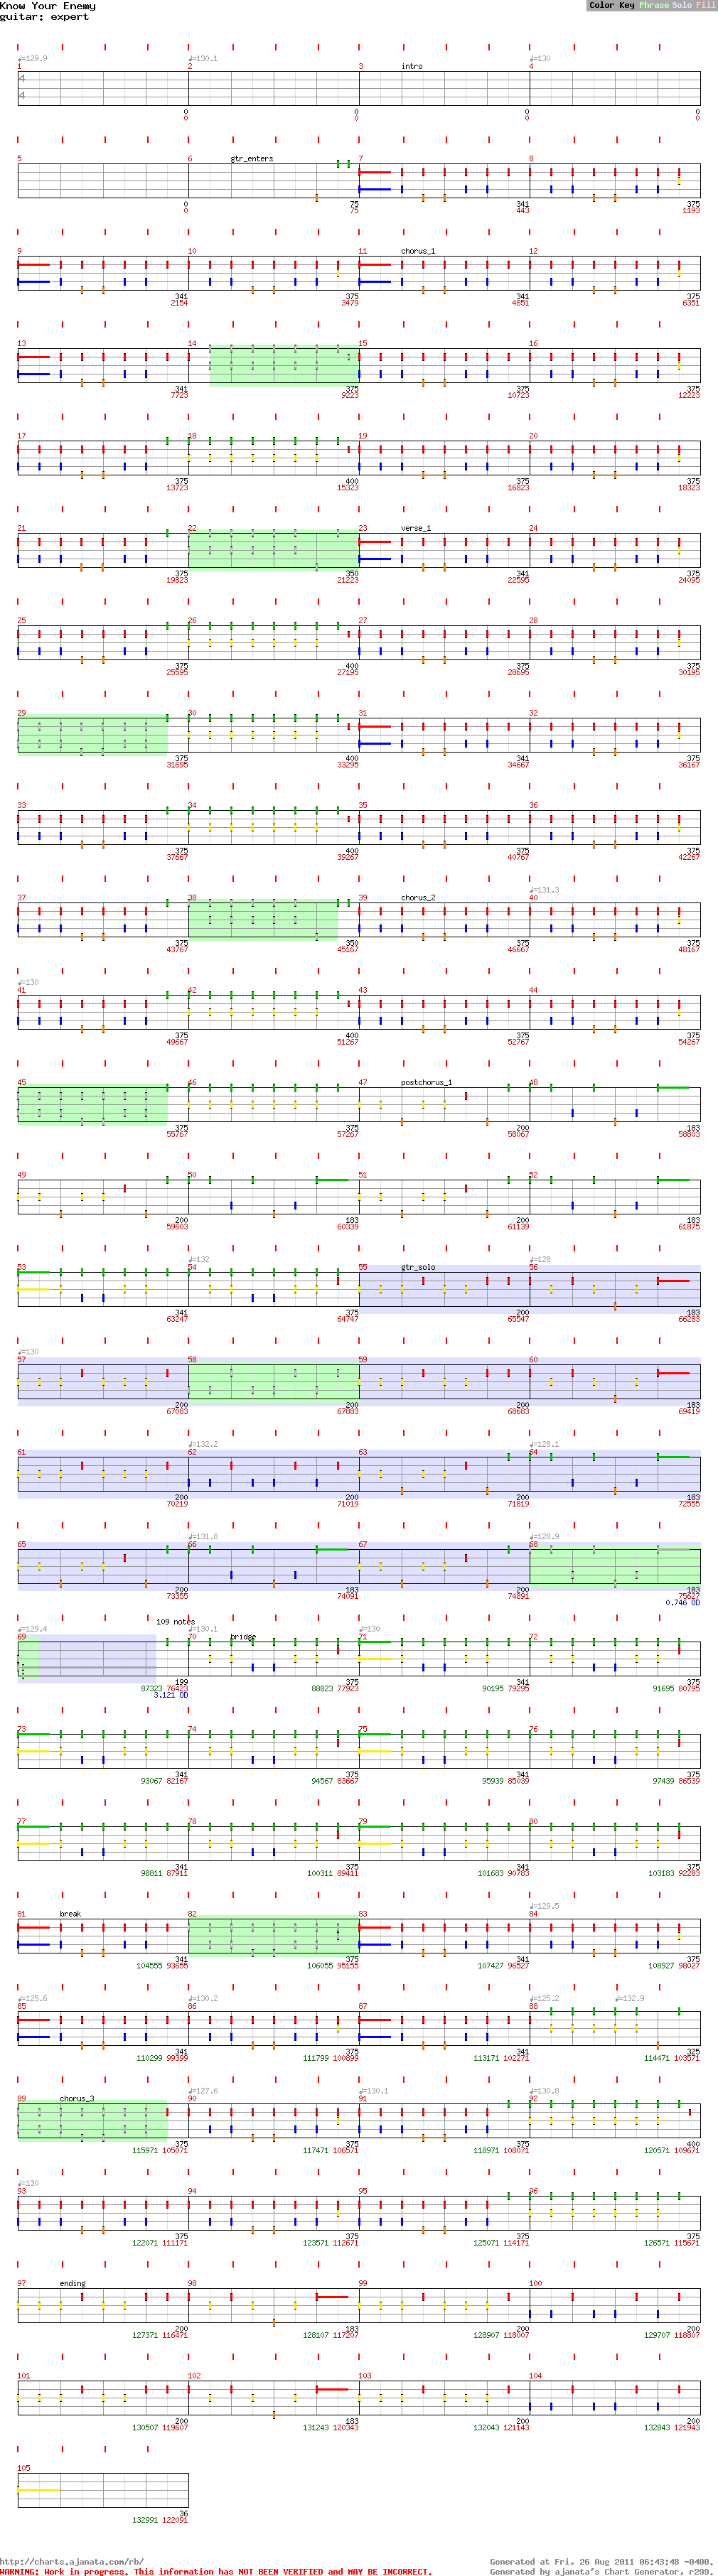 Know Your Enemy
guitar: expert
Color Key Phrase Solo Fill
♩=129.9 ♩=130.1 ♩=130
1 2 3 intro 4
4
4
0 0 0 0
0 0 0 0
5 6 gtr_enters 7 8
0 75 341 375
0 75 443 1193
9 10 11 chorus_1 12
341 375 341 375
2154 3479 4851 6351
13 14 15 16
341 375 375 375
7723 9223 10723 12223
17 18 19 20
375 400 375 375
13723 15323 16823 18323
21 22 23 verse_1 24
375 350 341 375
19823 21223 22595 24095
25 26 27 28
375 400 375 375
25595 27195 28695 30195
29 30 31 32
375 400 341 375
31695 33295 34667 36167
33 34 35 36
375 400 375 375
37667 39267 40767 42267
♩=131.3
37 38 39 chorus_2 40
375 350 375 375
43767 45167 46667 48167
♩=130
41 42 43 44
375 400 375 375
49667 51267 52767 54267
45 46 47 postchorus_1 48
375 375 200 183
55767 57267 58067 58803
49 50 51 52
200 183 200 183
59603 60339 61139 61875
♩=132 ♩=128
53 54 55 gtr_solo 56
341 375 200 183
63247 64747 65547 66283
♩=130
57 58 59 60
200 200 200 183
67083 67883 68683 69419
♩=132.2 ♩=128.1
61 62 63 64
200 200 200 183
70219 71019 71819 72555
♩=131.8 ♩=128.9
65 66 67 68
200 183 200 183
73355 74091 74891 75627
0.746 OD
109 notes
♩=129.4 ♩=130.1 ♩=130
69 70 bridge 71 72
199 375 341 375
87323 76423 88823 77923 90195 79295 91695 80795
3.121 OD
73 74 75 76
341 375 341 375
93067 82167 94567 83667 95939 85039 97439 86539
77 78 79 80
341 375 341 375
98811 87911 100311 89411 101683 90783 103183 92283
♩=129.5
81 break 82 83 84
341 375 341 375
104555 93655 106055 95155 107427 96527 108927 98027
♩=125.6 ♩=130.2 ♩=125.2 ♩=132.9
85 86 87 88
341 375 341 325
110299 99399 111799 100899 113171 102271 114471 103571
♩=127.6 ♩=130.1 ♩=130.8
89 chorus_3 90 91 92
375 375 375 400
115971 105071 117471 106571 118971 108071 120571 109671
♩=130
93 94 95 96
375 375 375 375
122071 111171 123571 112671 125071 114171 126571 115671
97 ending 98 99 100
200 183 200 200
127371 116471 128107 117207 128907 118007 129707 118807
101 102 103 104
200 183 200 200
130507 119607 131243 120343 132043 121143 132843 121943
105
36
132991 122091
http://charts.ajanata.com/rb/
Generated at Fri, 26 Aug 2011 06:43:48 -0400.
WARNING: Work in progress. This information has NOT BEEN VERIFIED and MAY BE INCORRECT.
Generated by ajanata's Chart Generator, r299.